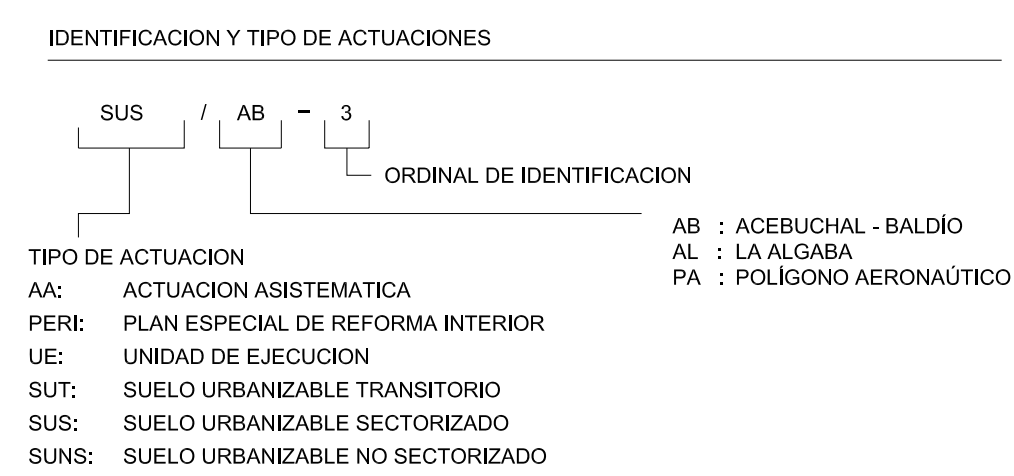 IDENTIFICACION Y TIPO DE ACTUACIONES
SUS / AB - 3
ORDINAL DE IDENTIFICACION
AB : ACEBUCHAL - BALDÍO
AL : LA ALGABA
PA : POLÍGONO AERONAÚTICO
TIPO DE ACTUACION
AA: ACTUACION ASISTEMATICA
PERI: PLAN ESPECIAL DE REFORMA INTERIOR
UE: UNIDAD DE EJECUCION
SUT: SUELO URBANIZABLE TRANSITORIO
SUS: SUELO URBANIZABLE SECTORIZADO
SUNS: SUELO URBANIZABLE NO SECTORIZADO